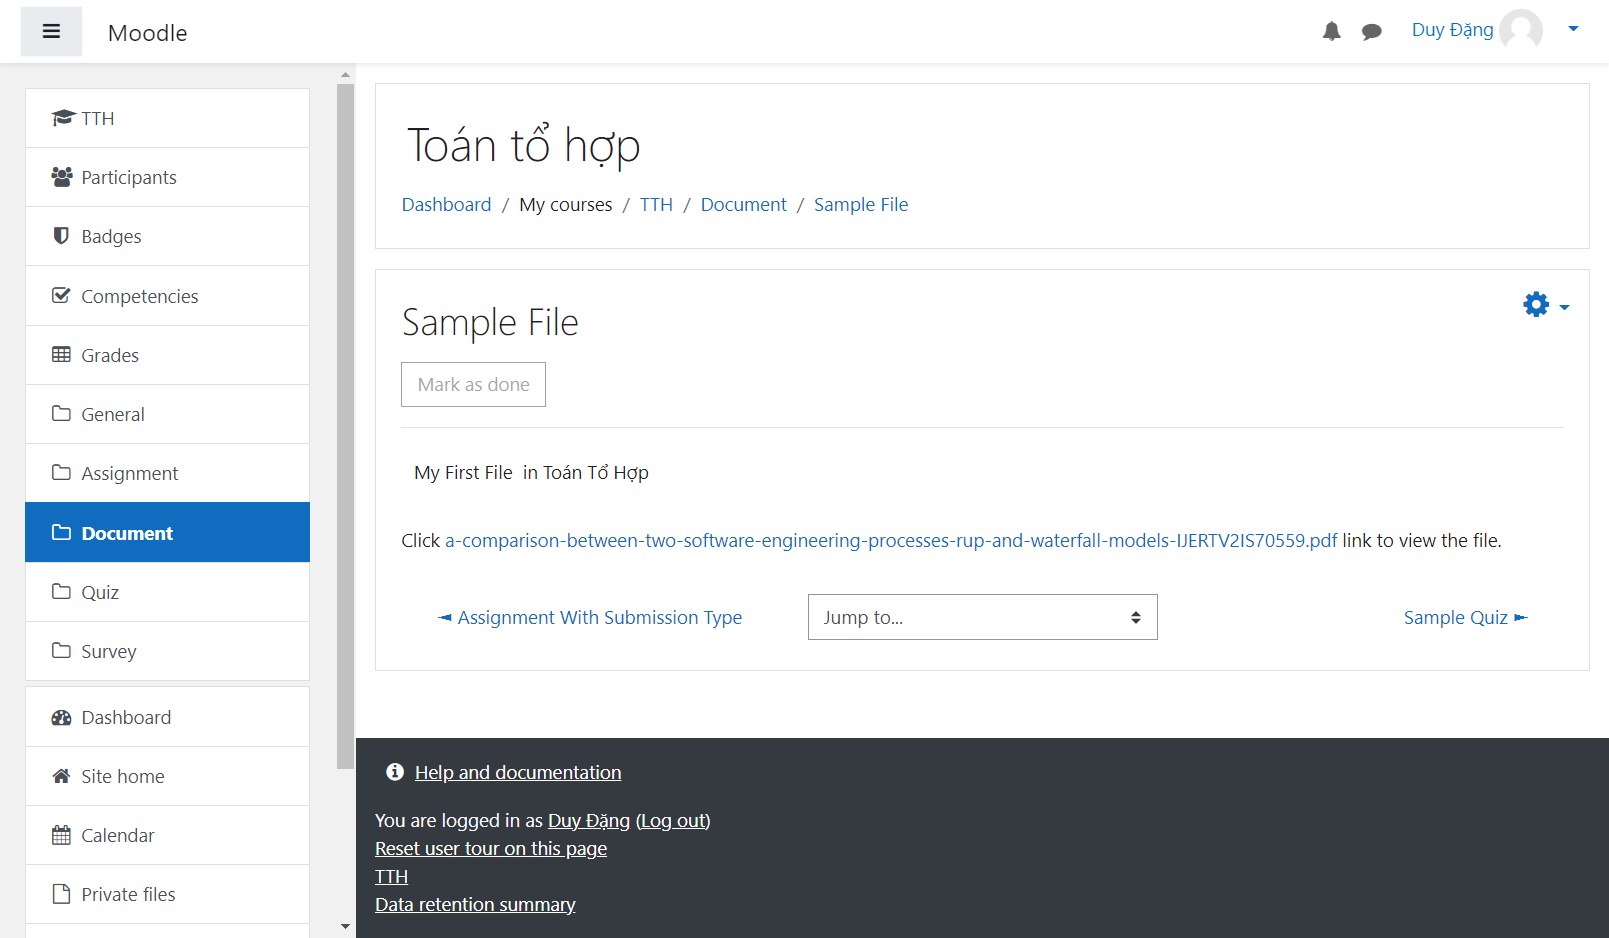 Moodle
Duy Đặng
TTH
Participants
Badges
Competencies
Grades
General
Assignment
Document
Quiz
Survey
Dashboard
Site home
Calendar
Private files
Toán tổ hợp
Dashboard / My courses / TTH / Document / Sample File
Sample File
Mark as done
My First File  in Toán Tổ Hợp
Click a-comparison-between-two-software-engineering-processes-rup-and-waterfall-models-IJERTV2IS70559.pdf link to view the file.
◄ Assignment With Submission Type
Jump to...
Sample Quiz ►
Help and documentation
You are logged in as Duy Đặng (Log out)
Reset user tour on this page
TTH
Data retention summary